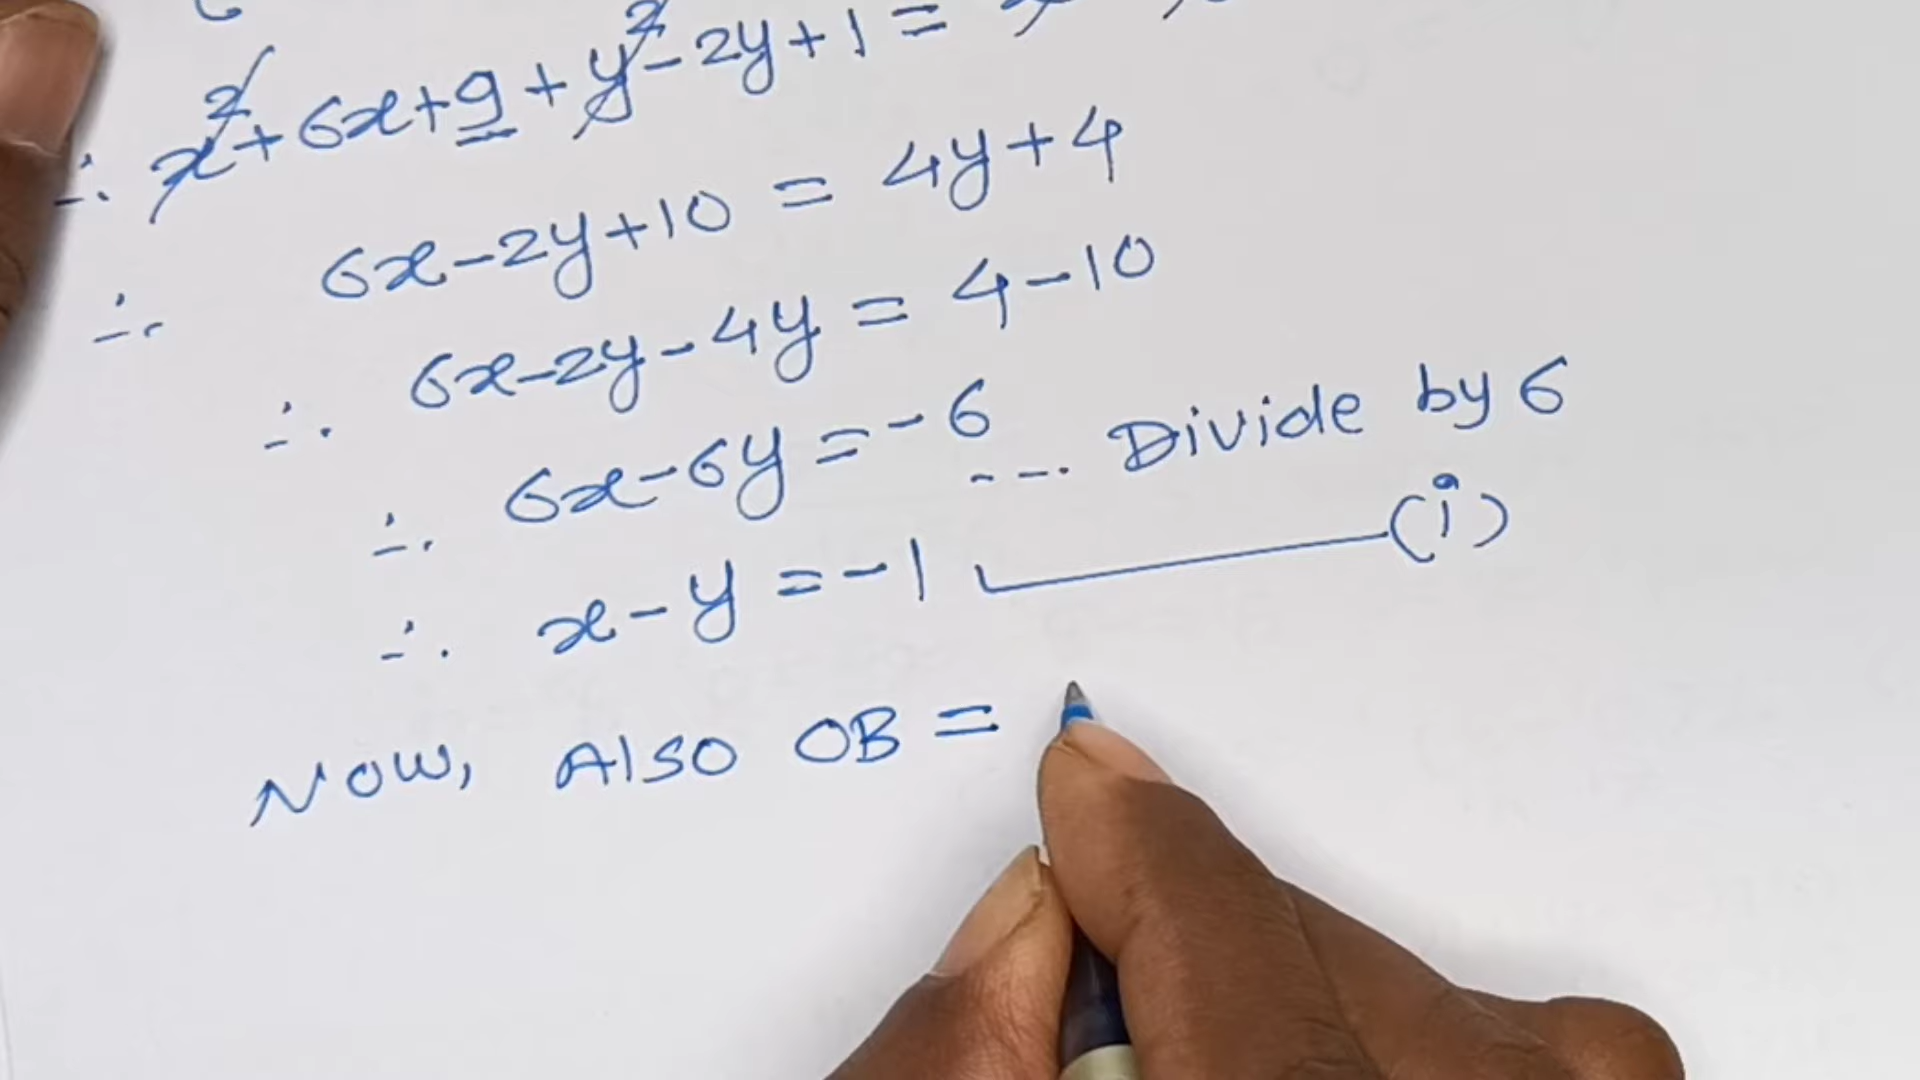 ∴ x²+6x+9+y²-2y+1=
∴ 6x-2y+10 = 4y+4
∴ 6x-2y-4y = 4-10
∴ 6x-6y=-6 ---. Divide by 6
∴ x-y=-1 (i)
Now, Also OB =